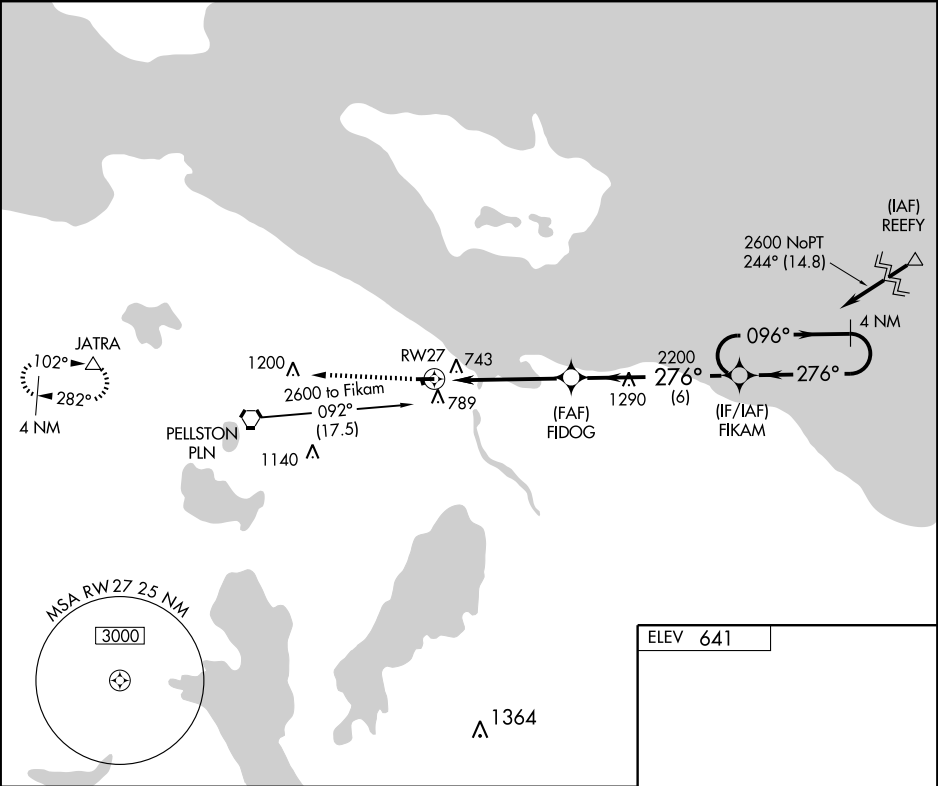 (IAF)
REEFY
2600 NoPT
244° (14.8)
4 NM
096°
276°
JATRA
102°
282°
4 NM
1200
RW27
743
789
2600 to Fikam
092°
(17.5)
PELLSTON
PLN
1140
2200
276°
(6)
1290
(FAF)
FIDOG
(IF/IAF)
FIKAM
MSA RW27 25 NM
3000
1364
ELEV 641